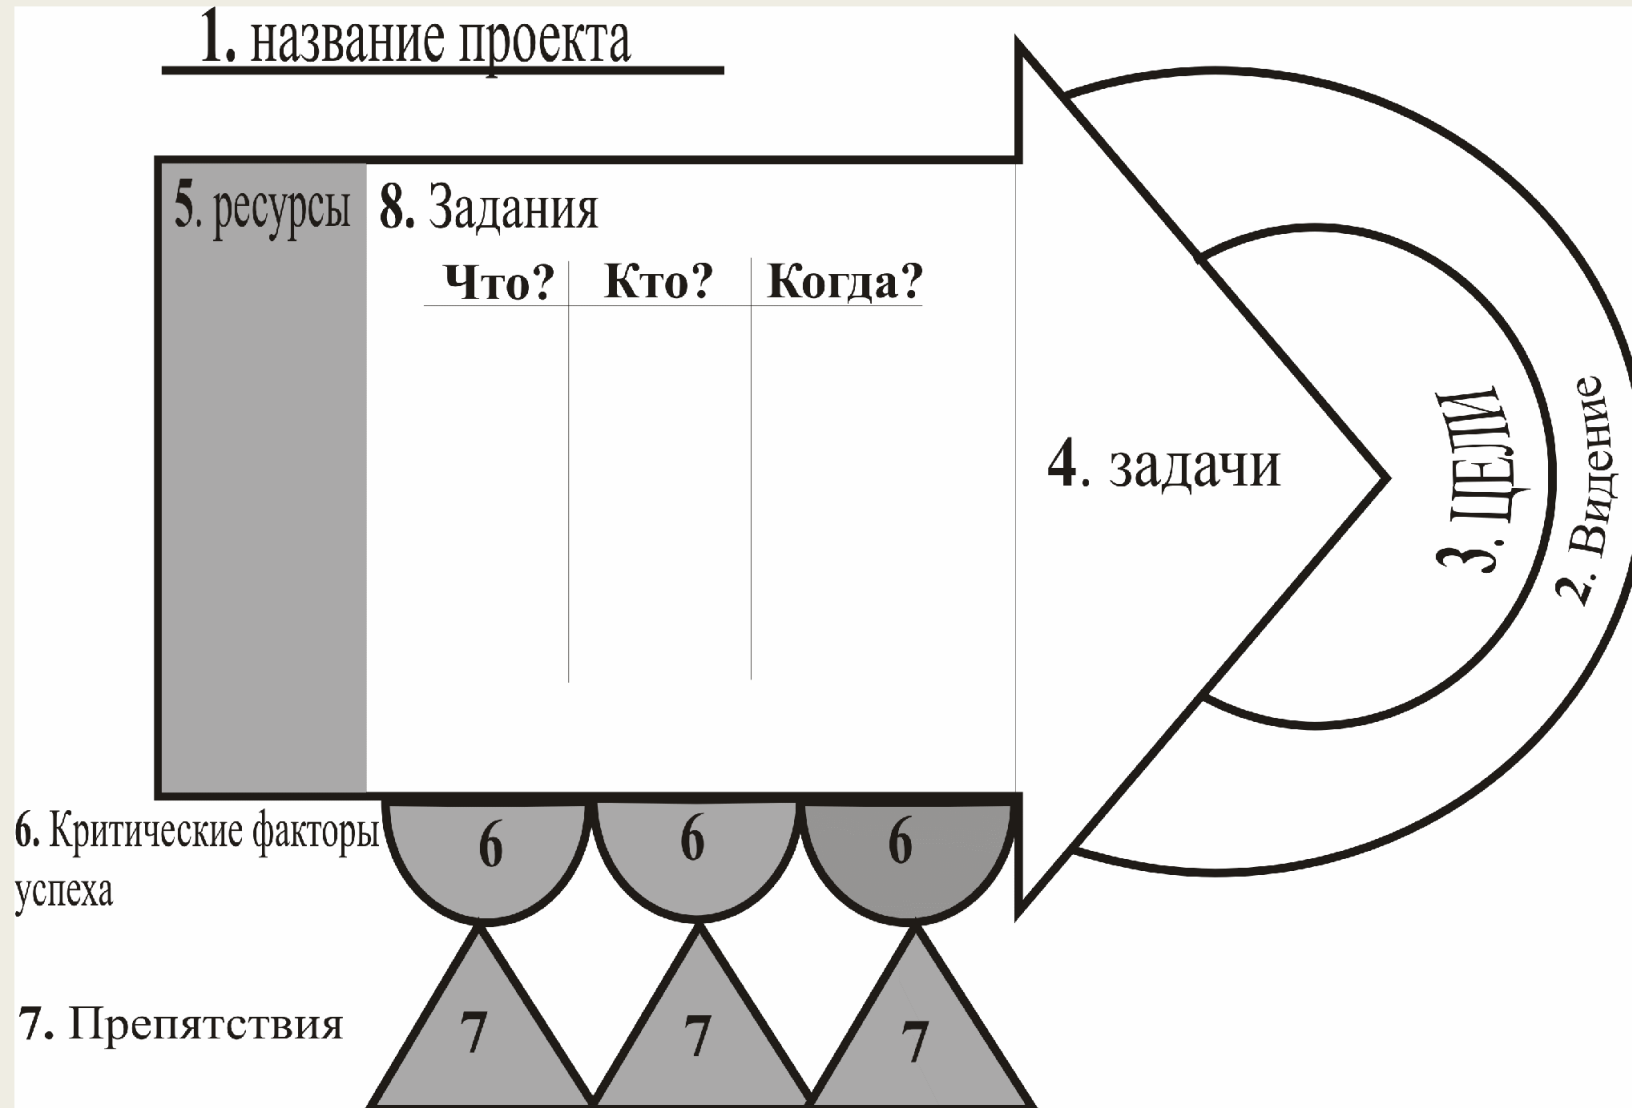 1. название проекта
5. ресурсы
8. Задания
Что? Кто? Когда?
4. задачи
3. ЦЕЛИ
2. Видение
6. Критические факторы
успеха
6 6 6
7. Препятствия
7 7 7